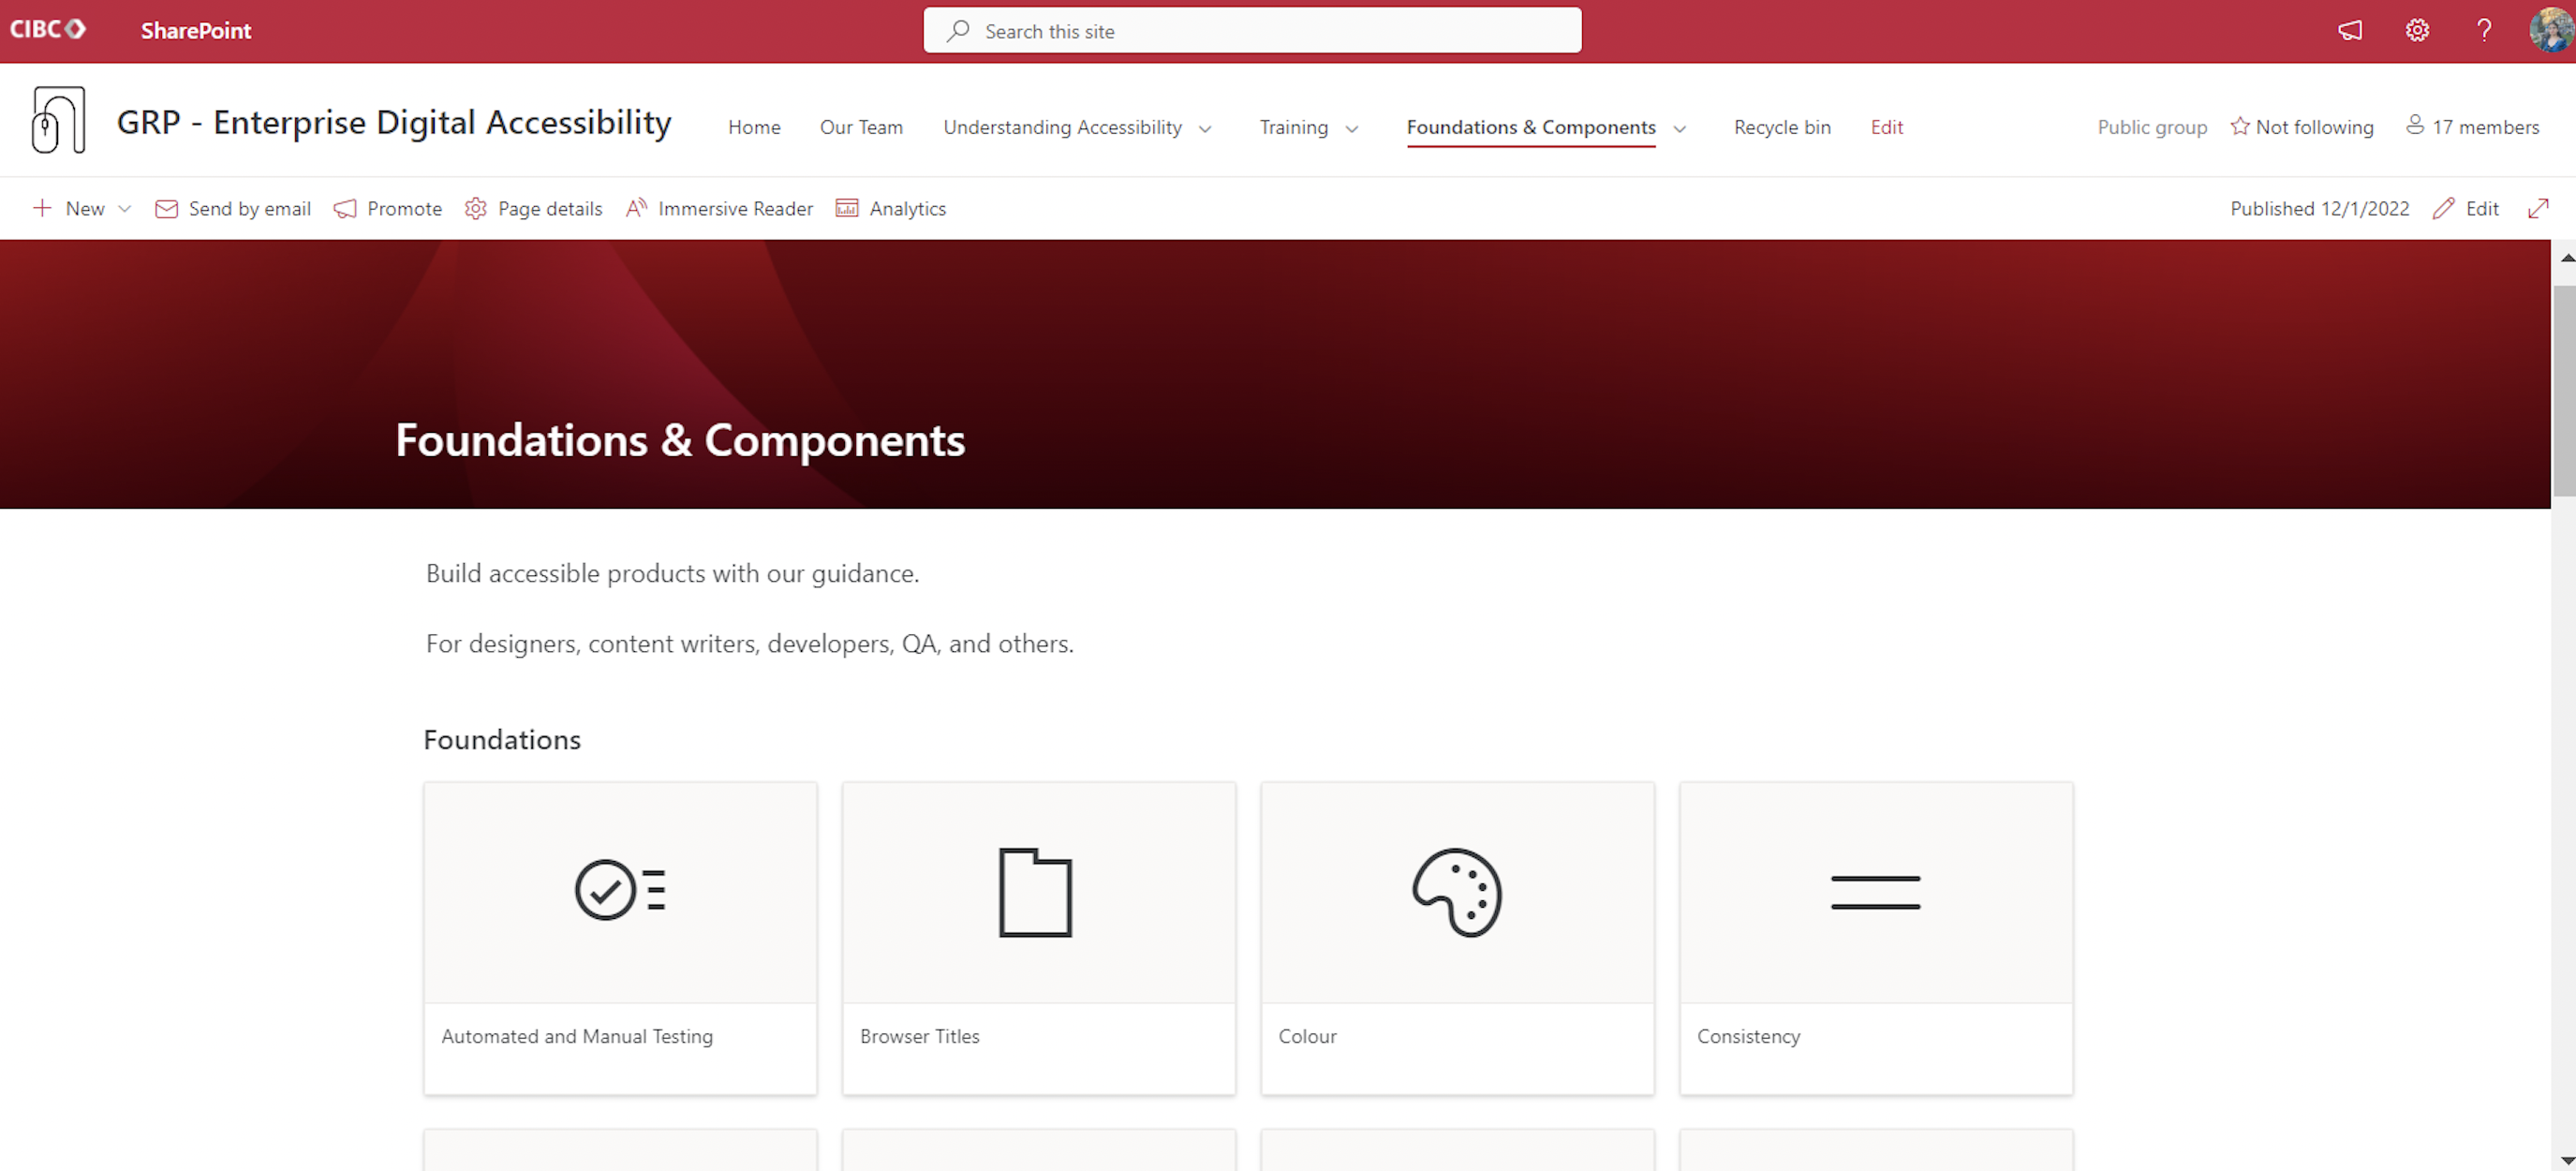 CIBC
SharePoint
Search this site
?
GRP - Enterprise Digital Accessibility
Home
Our Team
Understanding Accessibility
Training
Foundations & Components
Recycle bin
Edit
Public group
Not following
17 members
New
Send by email
Promote
Page details
Immersive Reader
Analytics
Published 12/1/2022
Edit
Foundations & Components
Build accessible products with our guidance.
For designers, content writers, developers, QA, and others.
Foundations
Automated and Manual Testing
Browser Titles
Colour
Consistency